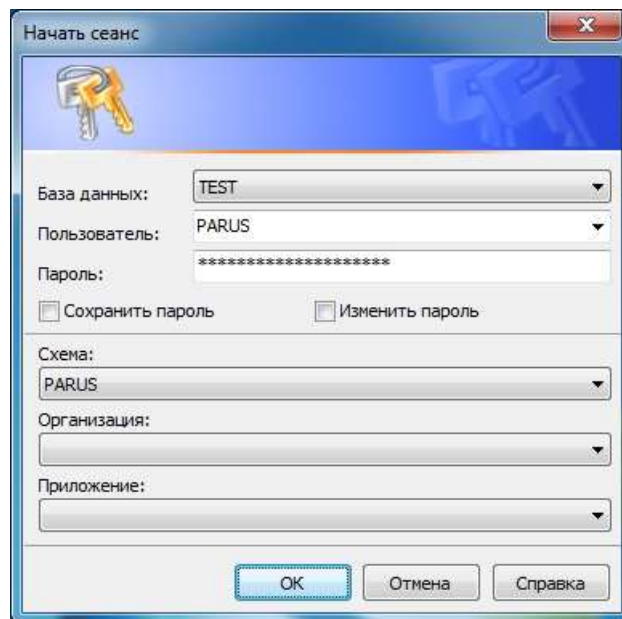 Начать сеанс
База данных: TEST
Пользователь: PARUS
Пароль: ********************
Сохранить пароль Изменить пароль
Схема:
PARUS
Организация:
Приложение:
OK Отмена Справка